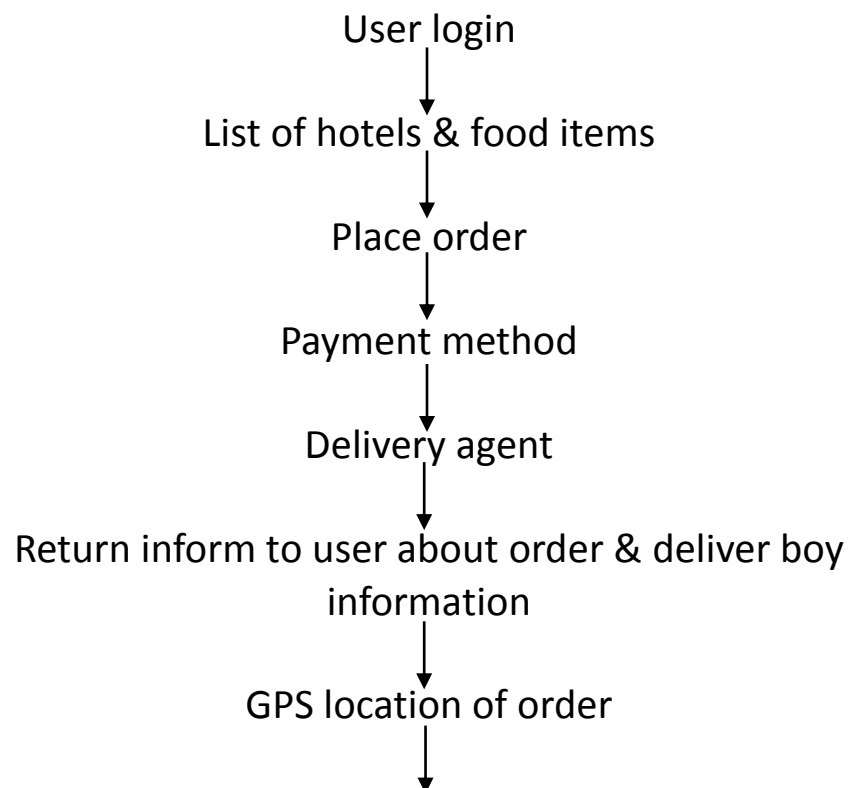 User login
List of hotels & food items
Place order
Payment method
Delivery agent
Return inform to user about order & deliver boy
information
GPS location of order